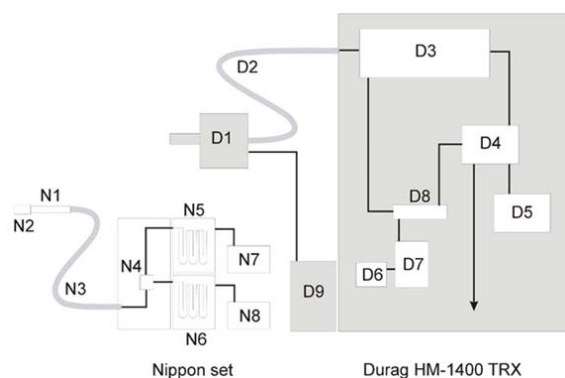 D3
D2
D1
D4
N1
D8
N2
N5
D5
N4
N7
D7
D6
N3
D9
N8
N6
Nippon set
Durag HM-1400 TRX